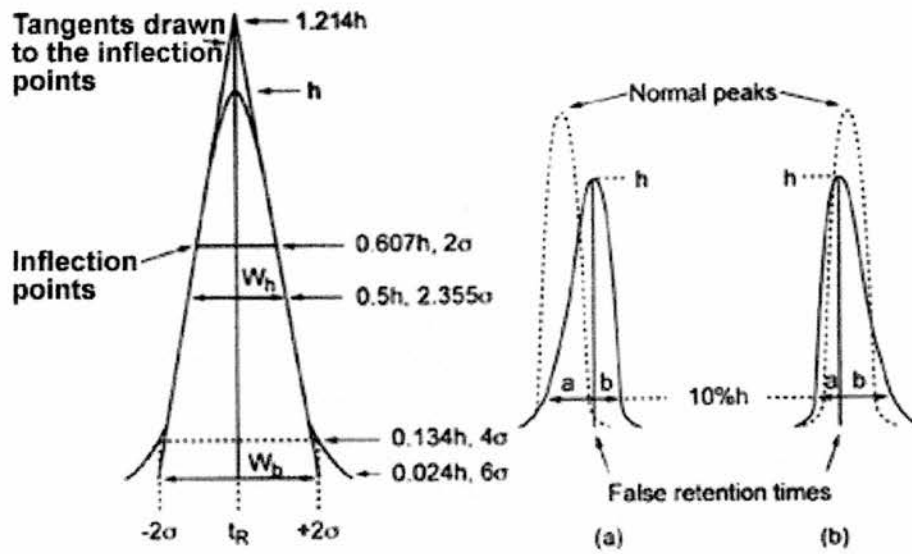 Tangents drawn
to the inflection
points
1.214h
h
Inflection
points
0.607h, 2σ
Wh
0.5h, 2.355σ
0.134h, 4σ
Wb
0.024h, 6σ
-2σ
tR
+2σ
Normal peaks
h
h
a
b
10%h
a
b
False retention times
(a)
(b)